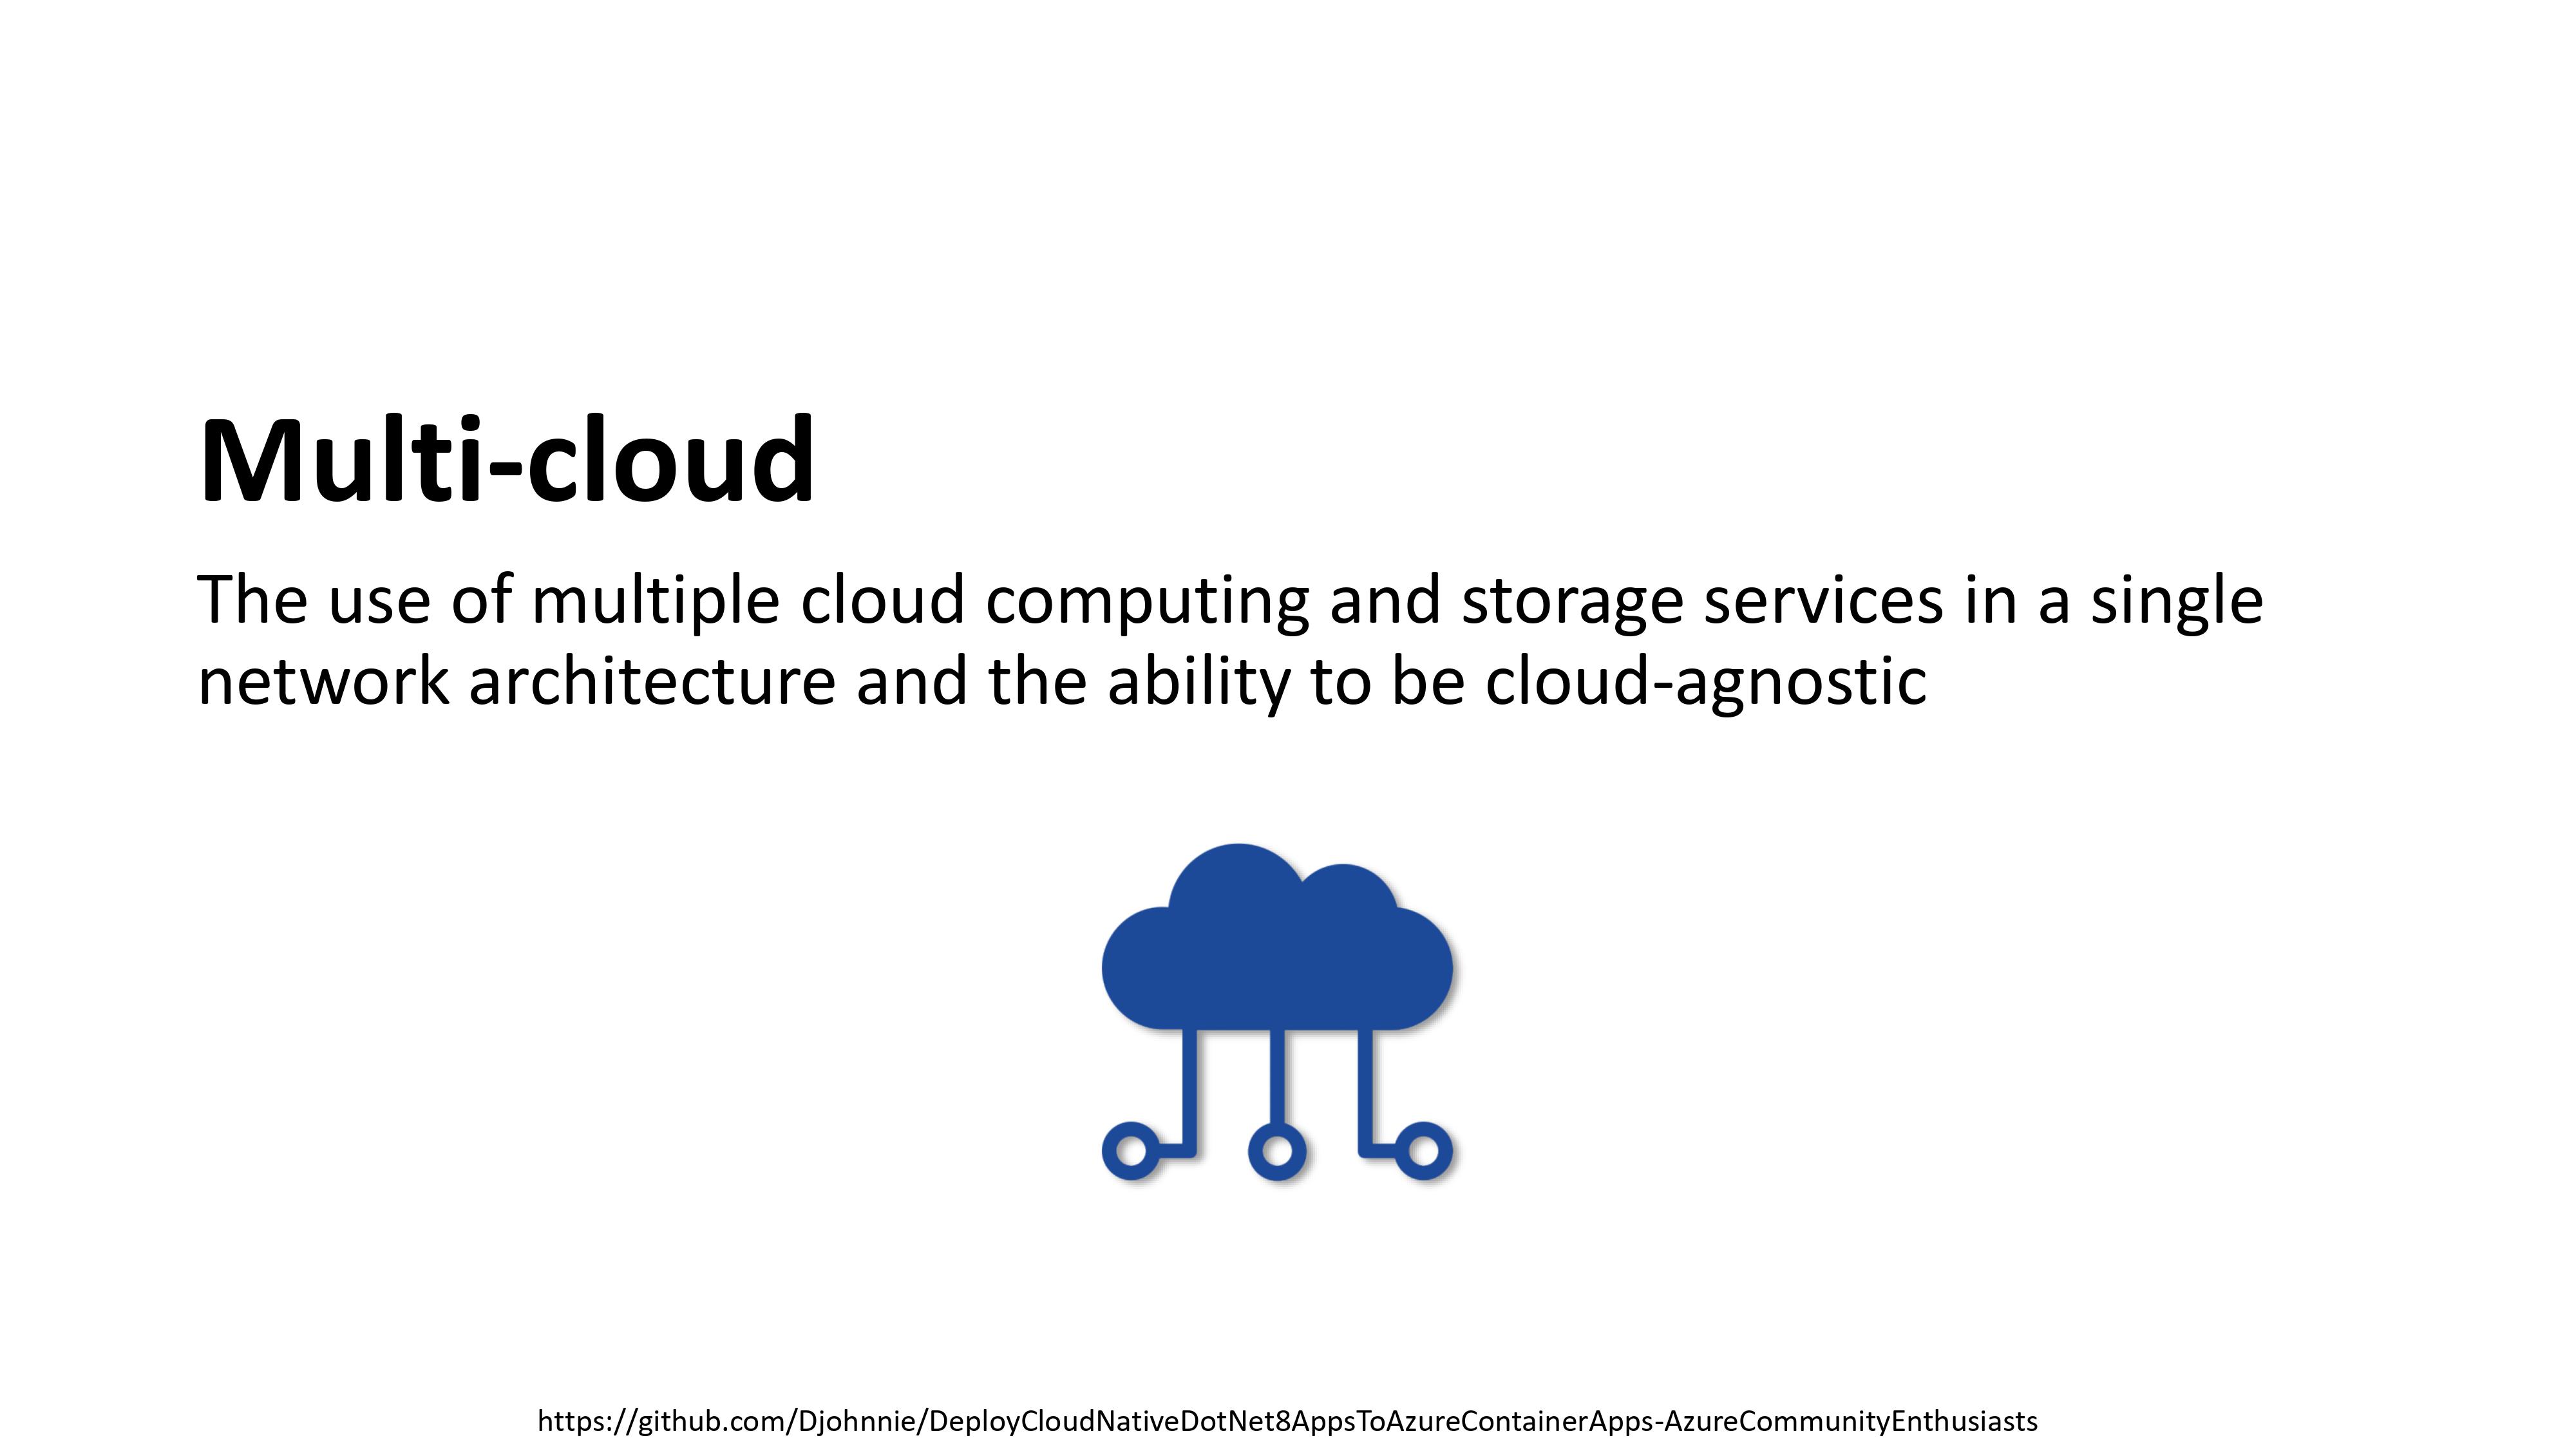 Multi-cloud
The use of multiple cloud computing and storage services in a single
network architecture and the ability to be cloud-agnostic
https://github.com/Djohnnie/DeployCloudNativeDotNet8AppsToAzureContainerApps-AzureCommunityEnthusiasts